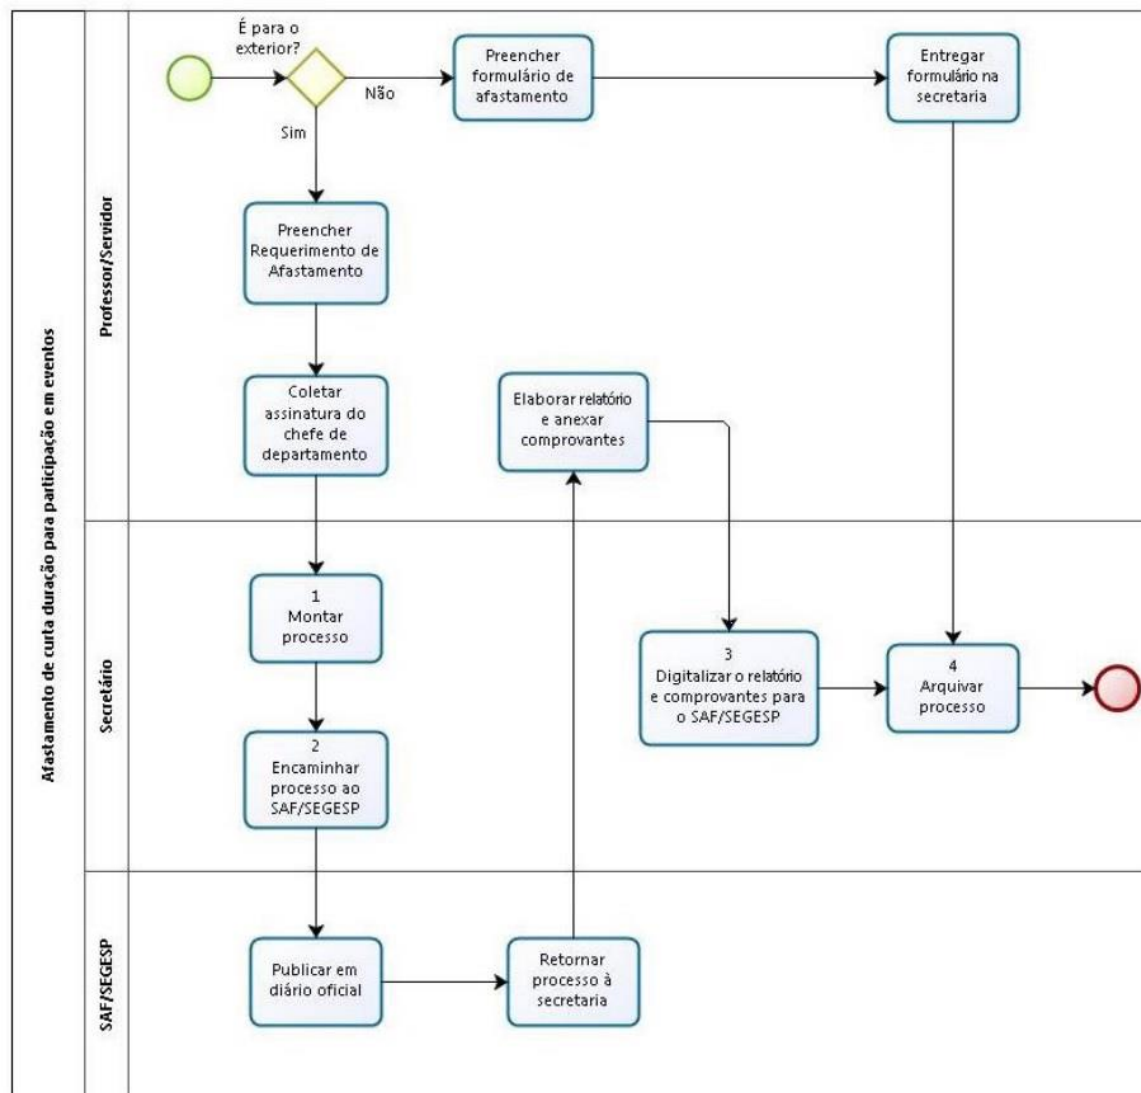 Afastamento de curta duração para participação em eventos
Professor/Servidor
É para o
exterior?
Não
Sim
Preencher
formulário de
afastamento
Entregar
formulário na
secretaria
Preencher
Requerimento de
Afastamento
Coletar
assinatura do
chefe de
departamento
Elaborar relatório
e anexar
comprovantes
Secretário
1
Montar
processo
2
Encaminhar
processo ao
SAF/SEGESP
3
Digitalizar o relatório
e comprovantes para
o SAF/SEGESP
4
Arquivar
processo
SAF/SEGESP
Publicar em
diário oficial
Retornar
processo à
secretaria